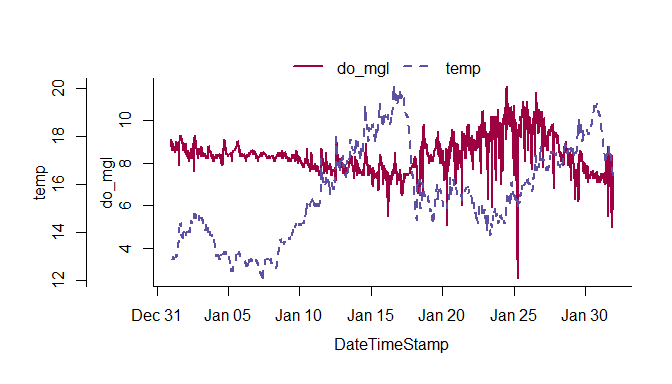 do_mgl temp
temp
12 14 16 18 20
do_mgl
4 6 8 10
Dec 31 Jan 05 Jan 10 Jan 15 Jan 20 Jan 25 Jan 30
DateTimeStamp